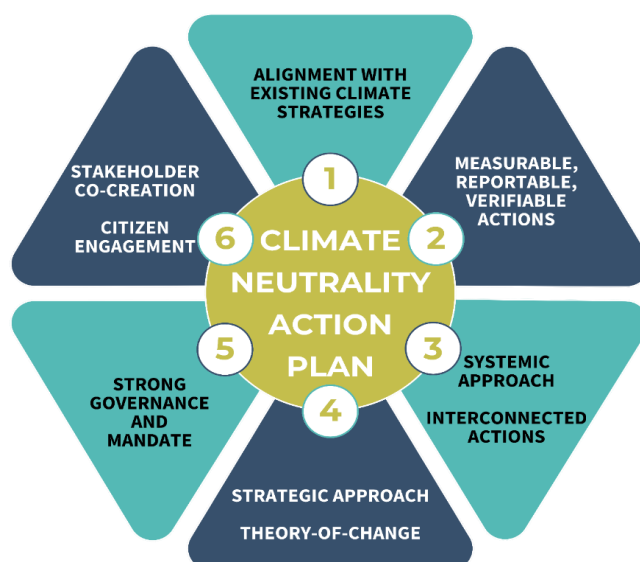 ALIGNMENT WITH
EXISTING CLIMATE
STRATEGIES
1
MEASURABLE,
REPORTABLE,
VERIFIABLE
ACTIONS
2
SYSTEMIC
APPROACH
INTERCONNECTED
ACTIONS
3
STRATEGIC APPROACH
THEORY-OF-CHANGE
4
STRONG
GOVERNANCE
AND
MANDATE
5
STAKEHOLDER
CO-CREATION
CITIZEN
ENGAGEMENT
6
CLIMATE
NEUTRALITY
ACTION
PLAN